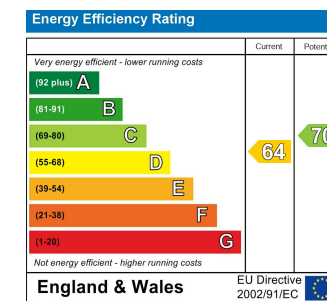 Energy Efficiency Rating
Current
Very energy efficient - lower running costs
(92 plus) A
(81-91) B
(69-80) C
70
(55-68) D
64
(39-54) E
(21-38) F
(1-20) G
Not energy efficient - higher running costs
England & Wales
EU Directive
2002/91/EC